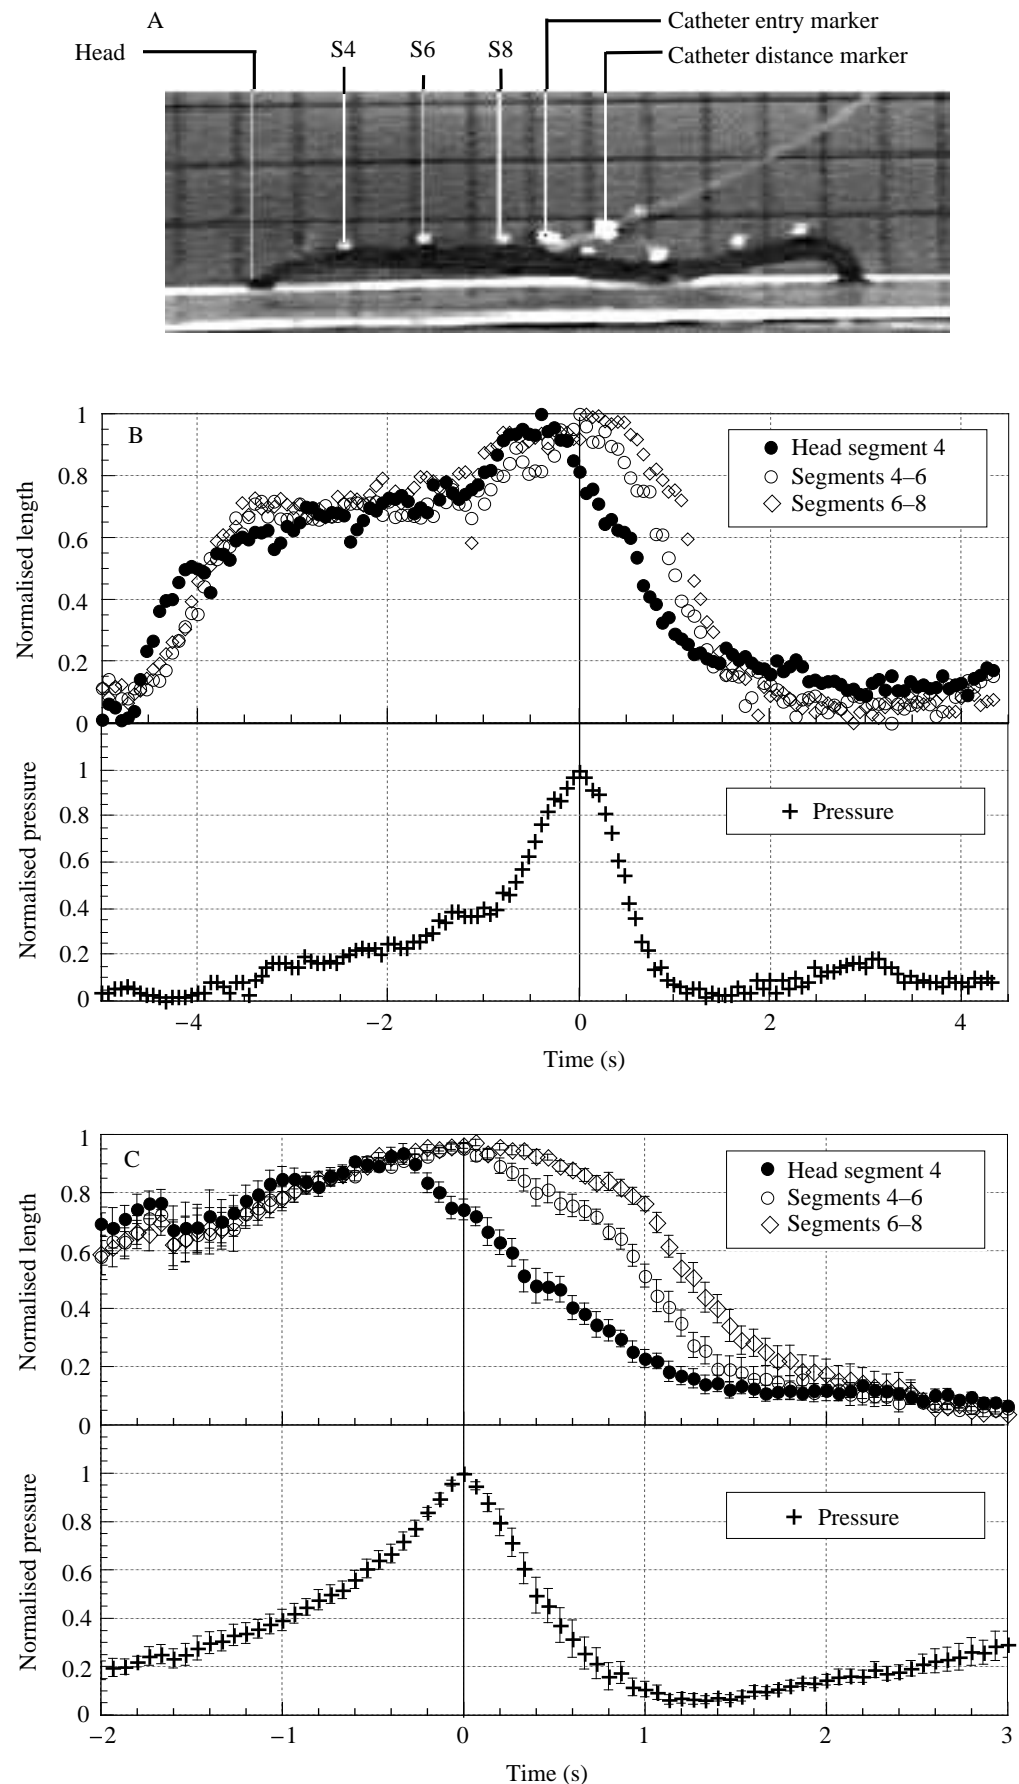 A
Catheter entry marker
Head
S4
S6
S8
Catheter distance marker
B
1
0.8
0.6
0.4
0.2
0
Normalised length
Head segment 4
Segments 4–6
Segments 6–8
1
0.8
0.6
0.4
0.2
0
Normalised pressure
Pressure
−4
−2
0
2
4
Time (s)
C
1
0.8
0.6
0.4
0.2
0
Normalised length
Head segment 4
Segments 4–6
Segments 6–8
1
0.8
0.6
0.4
0.2
0
Normalised pressure
Pressure
−2
−1
0
1
2
3
Time (s)